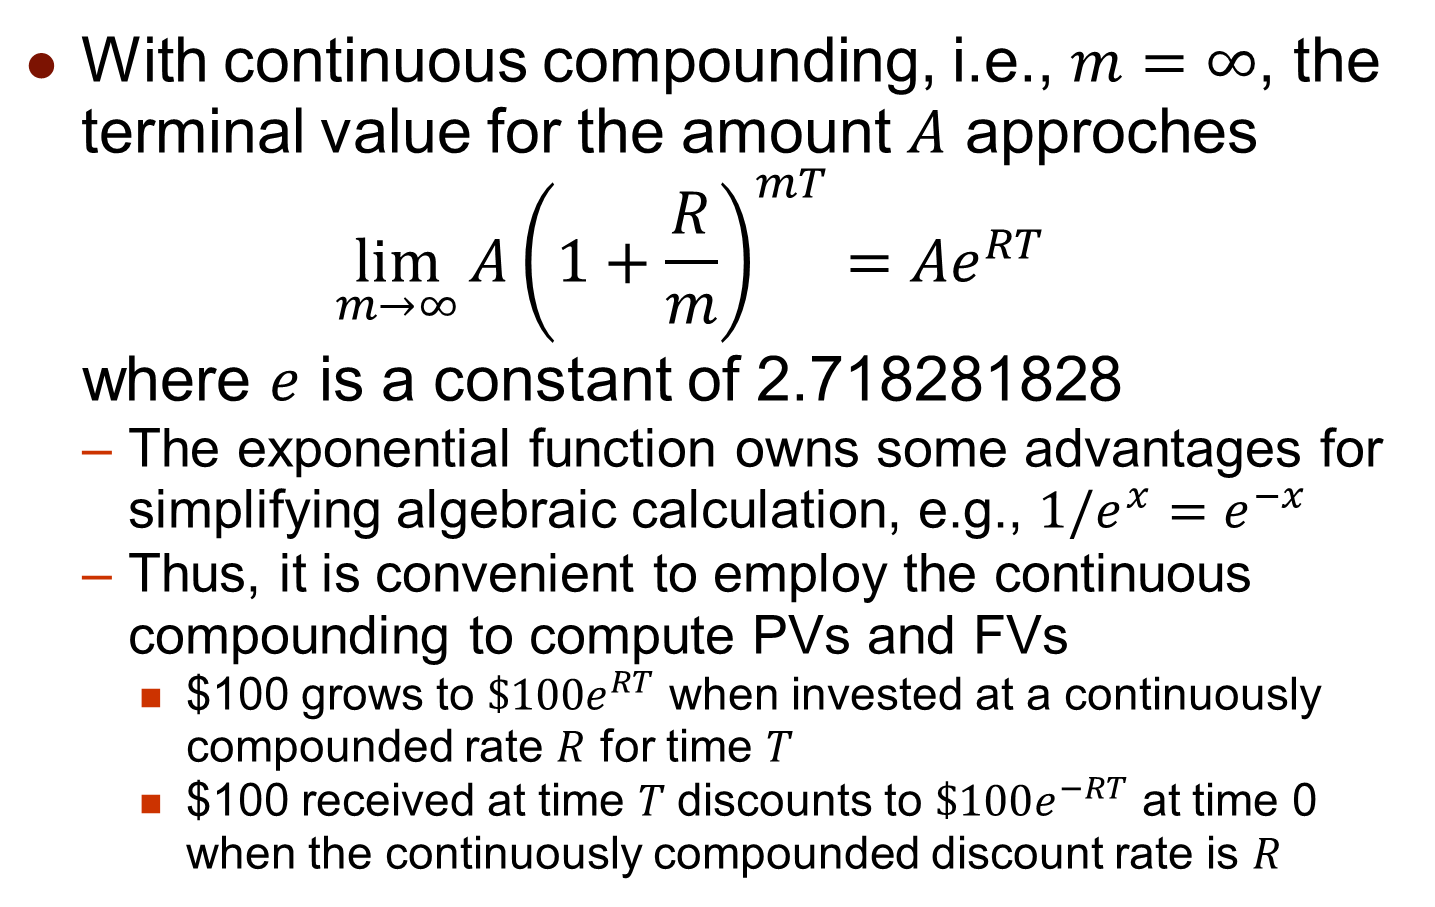 • With continuous compounding, i.e., 𝑚 = ∞, the
terminal value for the amount 𝐴 approches
lim_{𝑚→∞} 𝐴(1 + 𝑅/𝑚)^{𝑚𝑇} = 𝐴𝑒^{𝑅𝑇}
where 𝑒 is a constant of 2.718281828
– The exponential function owns some advantages for
simplifying algebraic calculation, e.g., 1/𝑒^𝑥 = 𝑒^{−𝑥}
– Thus, it is convenient to employ the continuous
compounding to compute PVs and FVs
▪ $100 grows to $100𝑒^{𝑅𝑇} when invested at a continuously
compounded rate 𝑅 for time 𝑇
▪ $100 received at time 𝑇 discounts to $100𝑒^{−𝑅𝑇} at time 0
when the continuously compounded discount rate is 𝑅